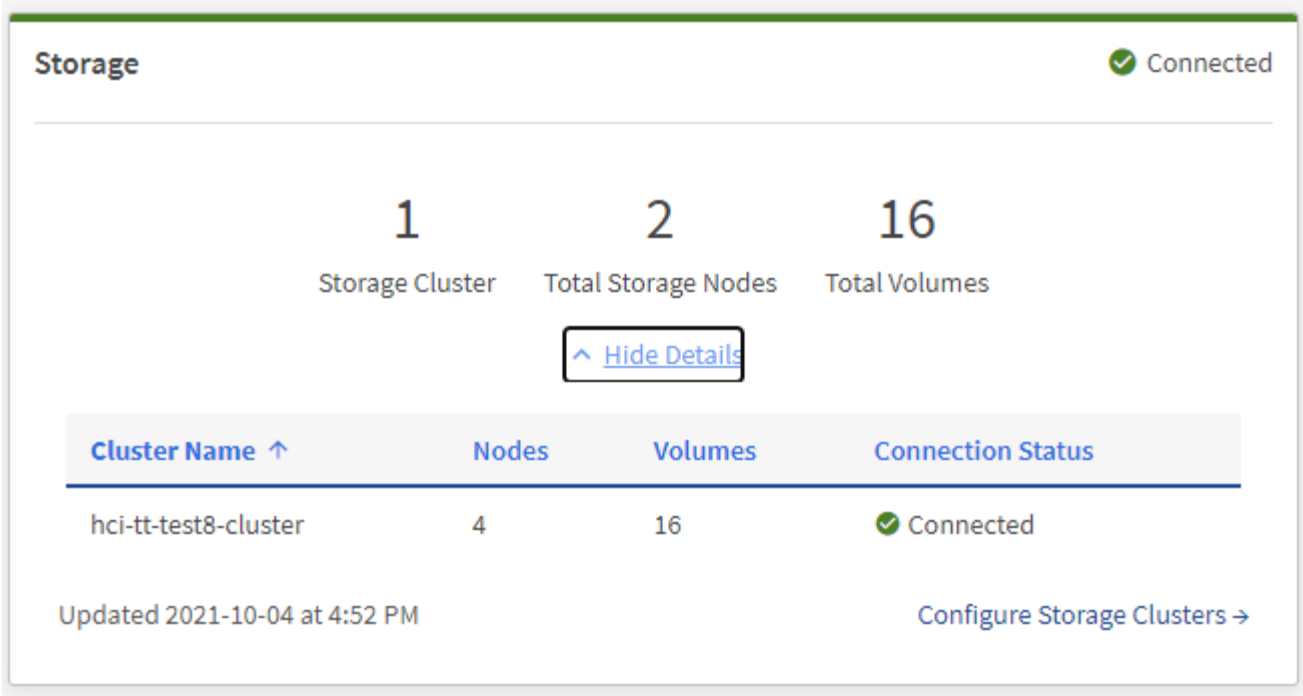 Storage
Connected
1 2 16
Storage Cluster Total Storage Nodes Total Volumes
Hide Details
Cluster Name ↑ Nodes Volumes Connection Status
hci-tt-test8-cluster 4 16 Connected
Updated 2021-10-04 at 4:52 PM
Configure Storage Clusters →